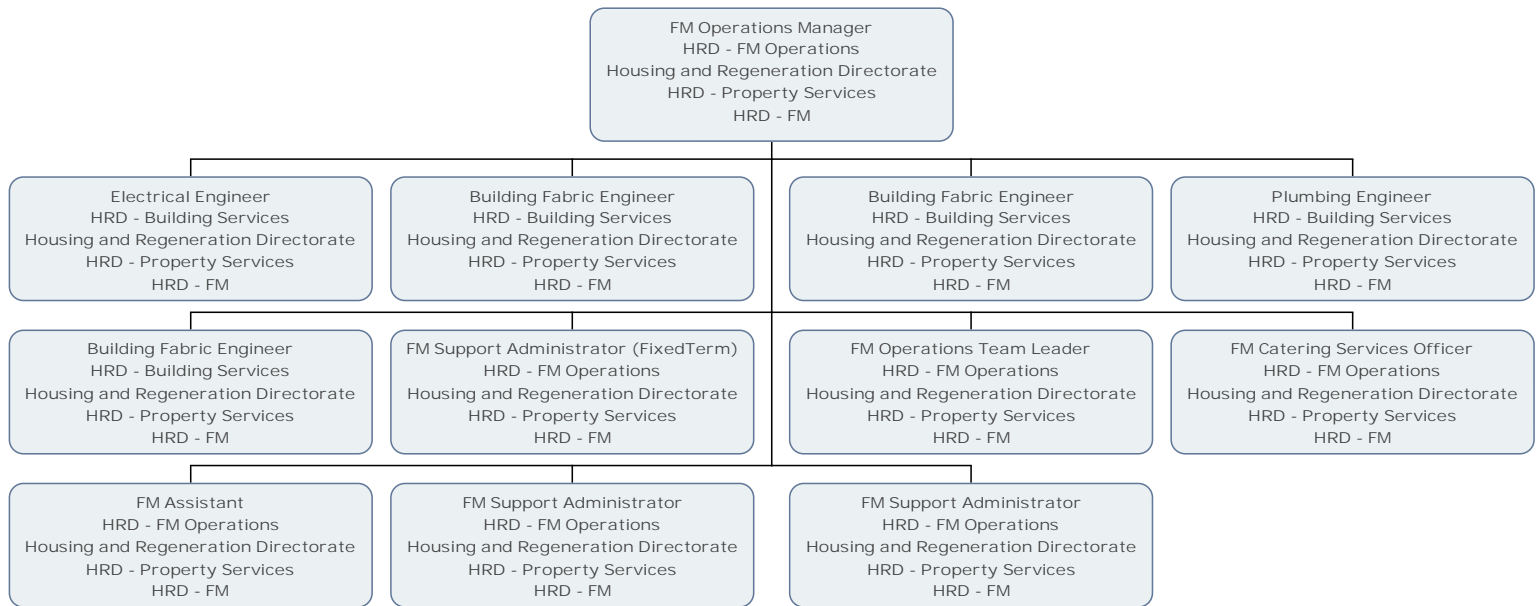 FM Operations Manager
HRD - FM Operations
Housing and Regeneration Directorate
HRD - Property Services
HRD - FM
Electrical Engineer
HRD - Building Services
Housing and Regeneration Directorate
HRD - Property Services
HRD - FM
Building Fabric Engineer
HRD - Building Services
Housing and Regeneration Directorate
HRD - Property Services
HRD - FM
Building Fabric Engineer
HRD - Building Services
Housing and Regeneration Directorate
HRD - Property Services
HRD - FM
Plumbing Engineer
HRD - Building Services
Housing and Regeneration Directorate
HRD - Property Services
HRD - FM
Building Fabric Engineer
HRD - Building Services
Housing and Regeneration Directorate
HRD - Property Services
HRD - FM
FM Support Administrator (FixedTerm)
HRD - FM Operations
Housing and Regeneration Directorate
HRD - Property Services
HRD - FM
FM Operations Team Leader
HRD - FM Operations
Housing and Regeneration Directorate
HRD - Property Services
HRD - FM
FM Catering Services Officer
HRD - FM Operations
Housing and Regeneration Directorate
HRD - Property Services
HRD - FM
FM Assistant
HRD - FM Operations
Housing and Regeneration Directorate
HRD - Property Services
HRD - FM
FM Support Administrator
HRD - FM Operations
Housing and Regeneration Directorate
HRD - Property Services
HRD - FM
FM Support Administrator
HRD - FM Operations
Housing and Regeneration Directorate
HRD - Property Services
HRD - FM